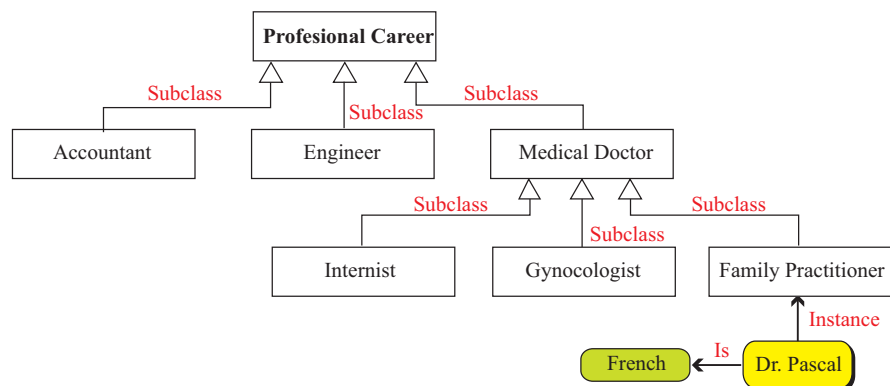 Profesional Career
Subclass
Subclass
Subclass
Accountant
Engineer
Medical Doctor
Subclass
Subclass
Subclass
Internist
Gynocologist
Family Practitioner
Instance
French
Is
Dr. Pascal